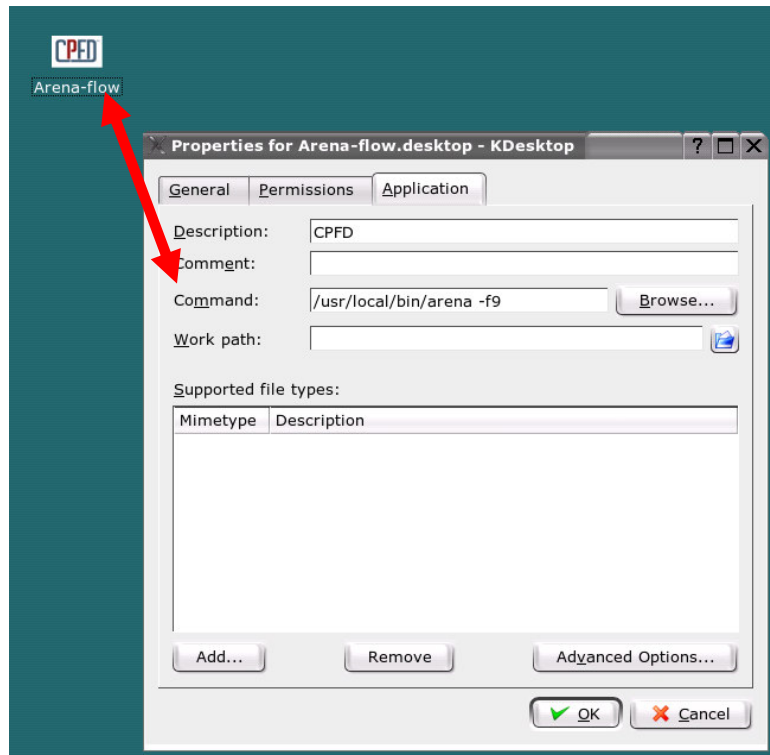 CPFD
Arena-flow
Properties for Arena-flow.desktop - KDesktop
General Permissions Application
Description: CPFD
Comment:
Command: /usr/local/bin/arena -f9 Browse...
Work path:
Supported file types:
Mimetype Description
Add... Remove Advanced Options...
OK Cancel